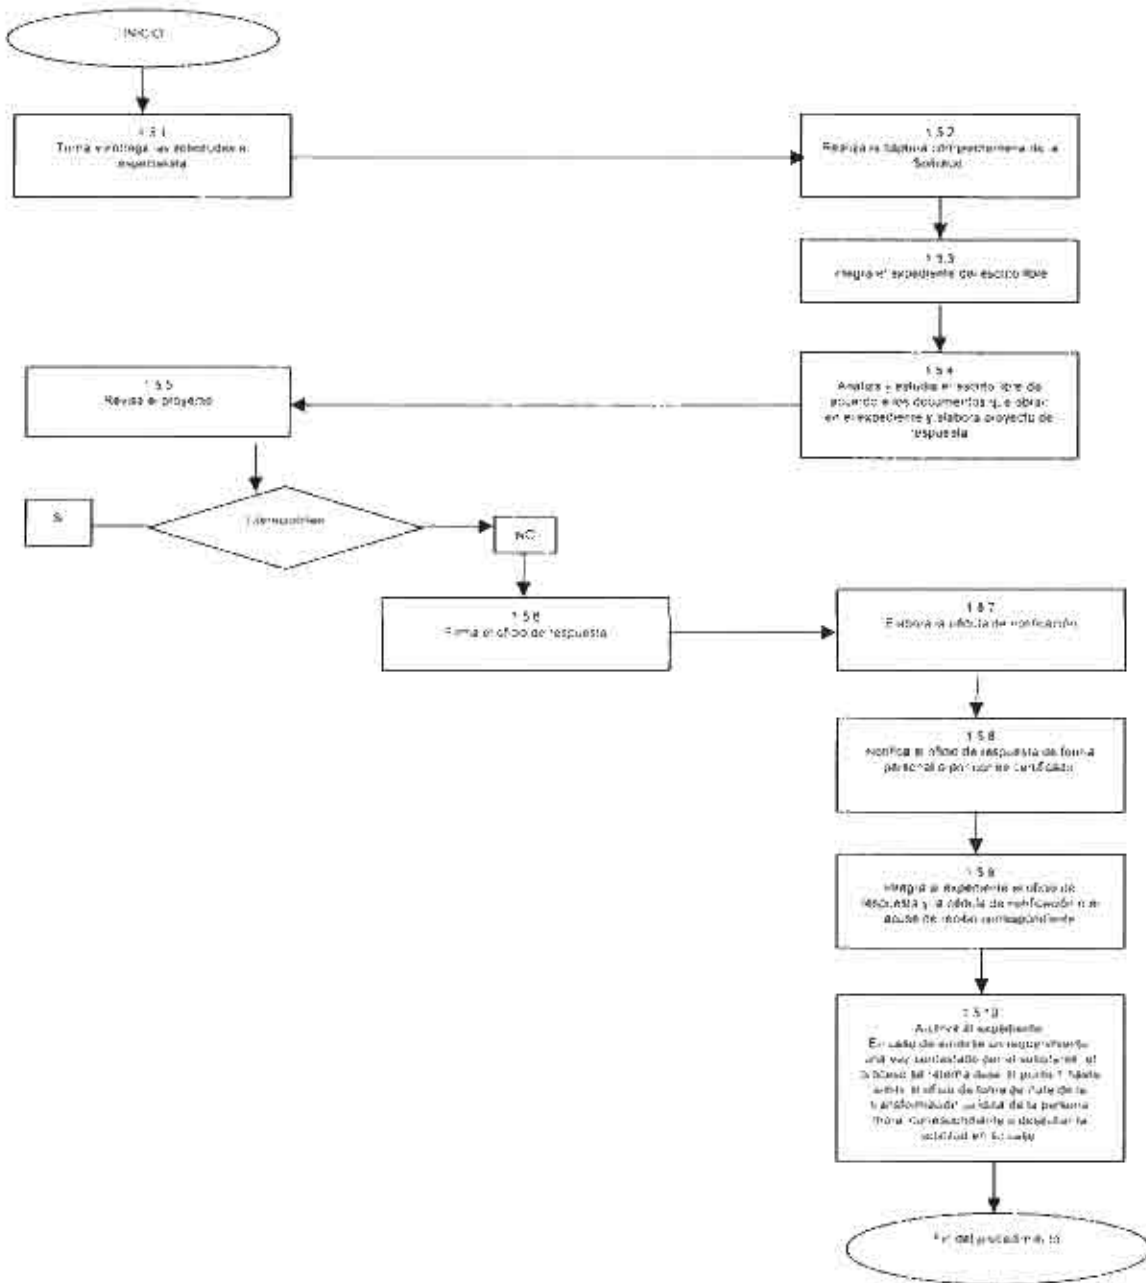 INICIO
1.5.1
Turna y entrega las solicitudes al
especialista
1.5.2
Realiza la captura complementaria de la
Solicitud
1.5.3
Integra el expediente del escrito libre
1.5.4
Analiza y estudia el escrito libre de
acuerdo a los documentos que obran
en el expediente y elabora proyecto de
respuesta
1.5.5
Revisa el proyecto
SI
NO
1.5.6
Firma el oficio de respuesta
1.5.7
Elabora la cédula de notificación
1.5.8
Notifica el oficio de respuesta de forma
personal o por correo certificado
1.5.9
Integra al expediente el oficio de
respuesta y la cédula de notificación o el
acuse de recibo correspondiente
1.5.10
Archiva el expediente
En caso de emitirse un requerimiento
una vez contestado por el solicitante, el
proceso se retoma desde el punto 1 hasta
emitir el oficio de toma de nota de la
transformación jurídica de la persona
moral correspondiente o desechar la
solicitud en su caso
Fin del procedimiento